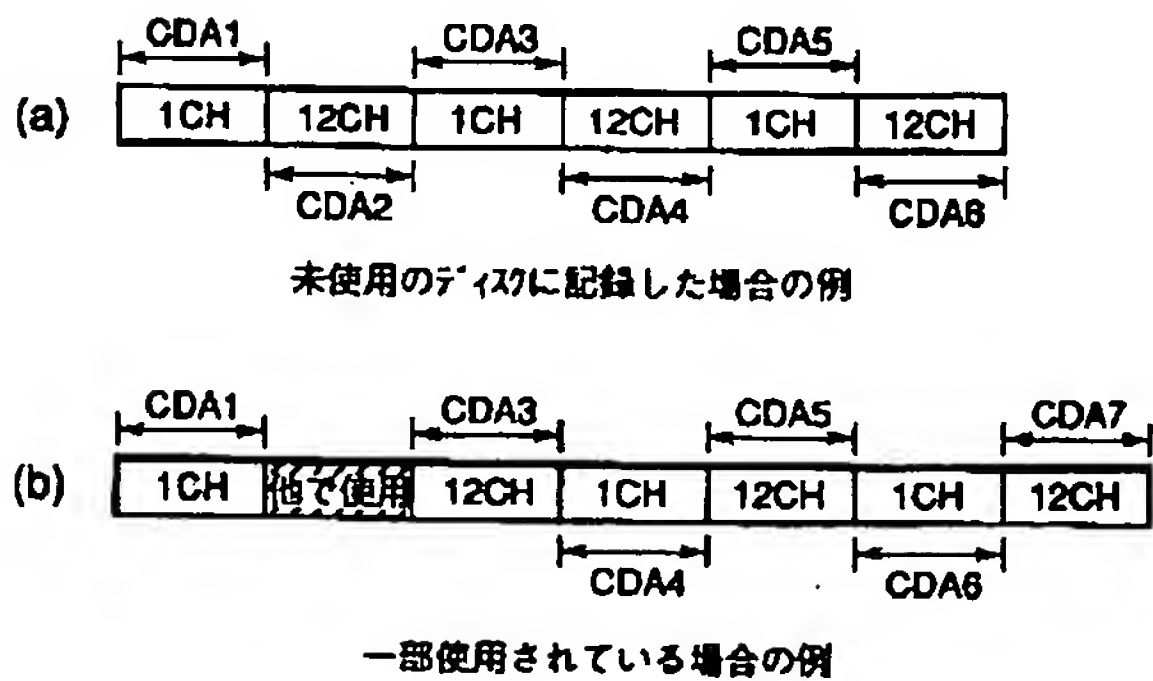 CDA1 CDA3 CDA5
(a) 1CH 12CH 1CH 12CH 1CH 12CH
CDA2 CDA4 CDA6
未使用のディスクに記録した場合の例
CDA1 CDA3 CDA5 CDA7
(b) 1CH 他で使用 12CH 1CH 12CH 1CH 12CH
CDA4 CDA6
一部使用されている場合の例